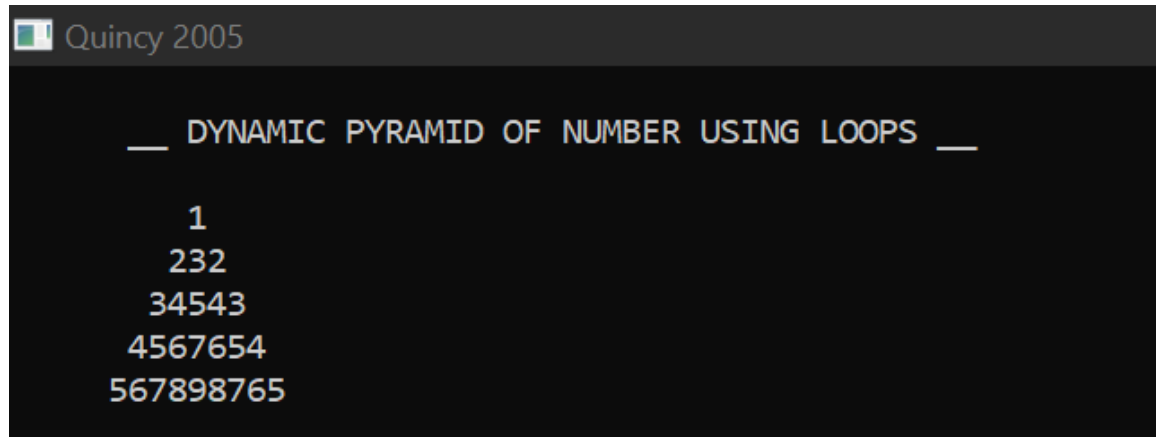 Quincy 2005
__ DYNAMIC PYRAMID OF NUMBER USING LOOPS __
1
232
34543
4567654
567898765